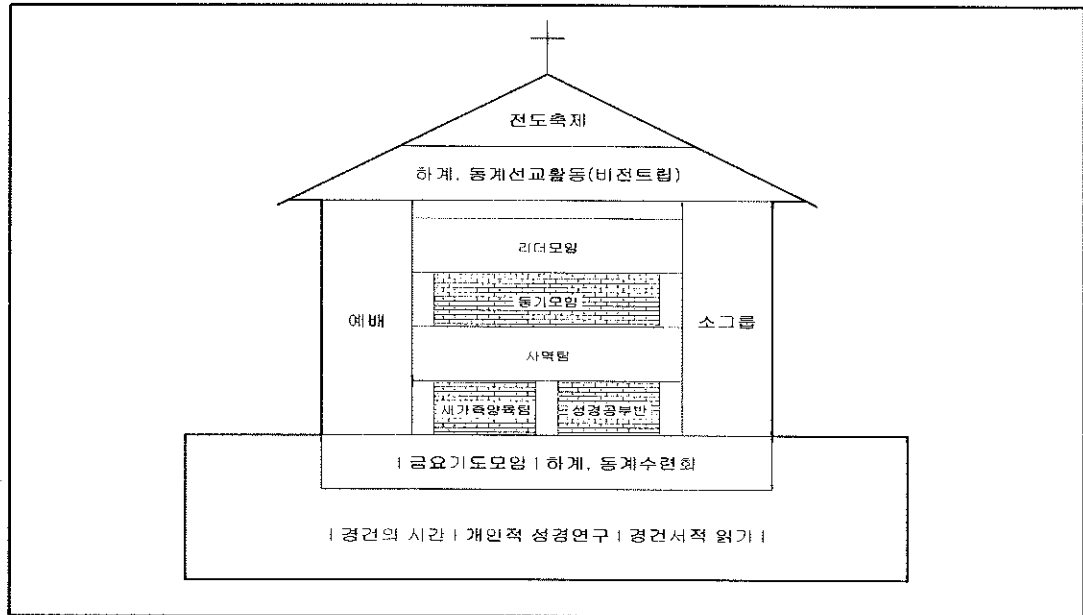 전도축제
하계, 동계선교활동(비전트립)
리더모임
동기모임
예배
소그룹
사역팀
새가족양육팀
성경공부반
| 금요기도모임 | 하계, 동계수련회
| 경건의 시간 | 개인적 성경연구 | 경건서적 읽기 |